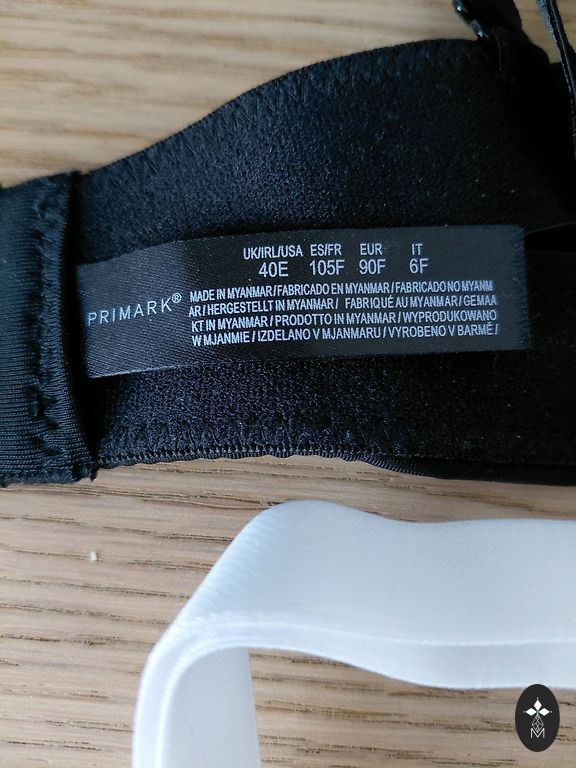 UK/IRL/USA ES/FR EUR IT
40E 105F 90F 6F
PRIMARK®
MADE IN MYANMAR / FABRICADO EN MYANMAR / FABRICADO NO MYANM
AR / HERGESTELLT IN MYANMAR / FABRIQUÉ AU MYANMAR / GEMAA
KT IN MYANMAR / PRODOTTO IN MYANMAR / WYPRODUKOWANO
W MJANMIE / IZDELANO V MJANMARU / VYROBENO V BARMĚ /
M